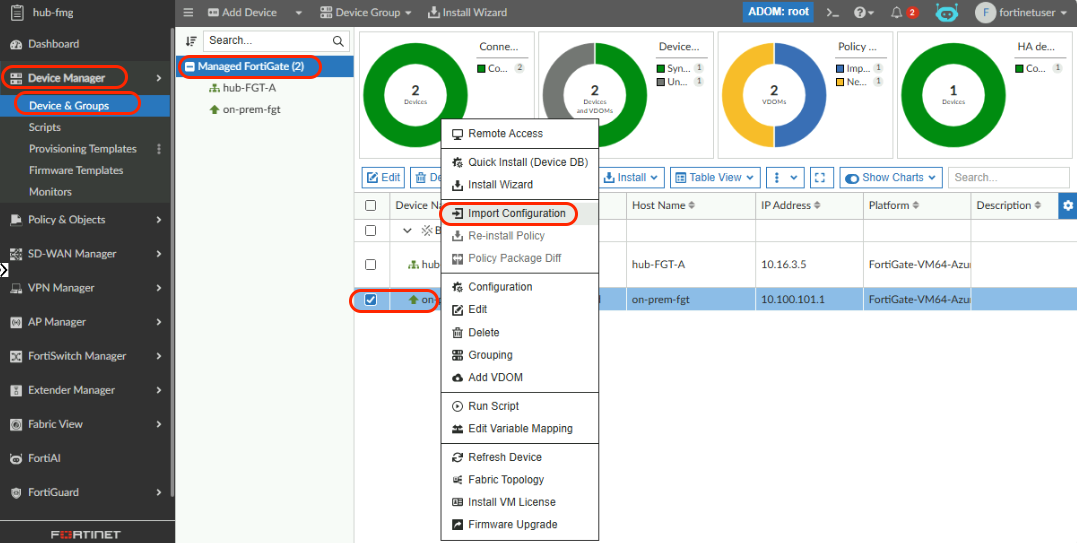 hub-fmg
Add Device
Device Group
Install Wizard
ADOM: root
2
F
fortinetuser
Dashboard
Device Manager
Device & Groups
Scripts
Provisioning Templates
Firmware Templates
Monitors
Policy & Objects
SD-WAN Manager
VPN Manager
AP Manager
FortiSwitch Manager
Extender Manager
Fabric View
FortiAI
FortiGuard
FORTINET
Search...
Managed FortiGate (2)
hub-FGT-A
on-prem-fgt
2
Devices
Conne...
Co... 2
2
Devices
and VDOMs
Device...
Syn... 1
Un... 1
2
VDOMs
Policy ...
Imp... 1
Ne... 1
1
Devices
HA de...
Co... 1
Edit
De
Install
Table View
Show Charts
Search...
Device Na
Host Name
IP Address
Platform
Description
B
hub-
hub-FGT-A
10.16.3.5
FortiGate-VM64-Azu
on-p
on-prem-fgt
10.100.101.1
FortiGate-VM64-Azu
Remote Access
Quick Install (Device DB)
Install Wizard
Import Configuration
Re-install Policy
Policy Package Diff
Configuration
Edit
Delete
Grouping
Add VDOM
Run Script
Edit Variable Mapping
Refresh Device
Fabric Topology
Install VM License
Firmware Upgrade